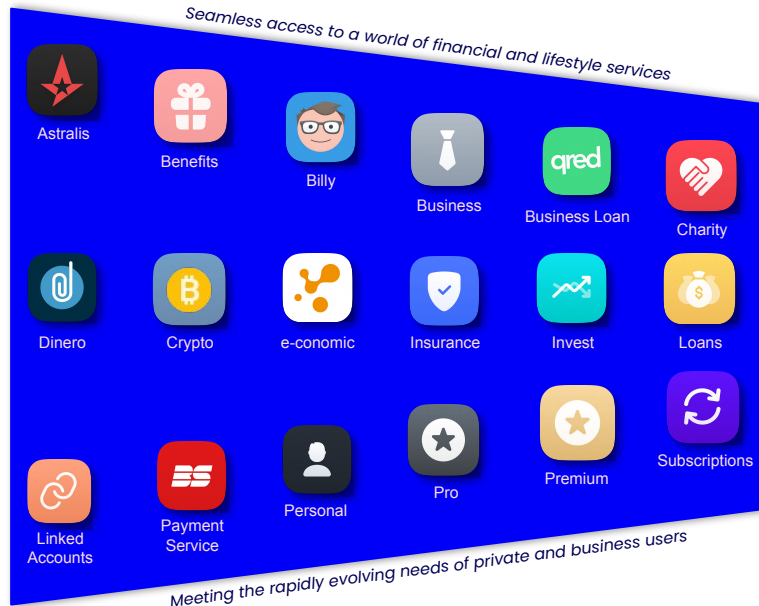 Seamless access to a world of financial and lifestyle services
Astralis
Benefits
Billy
Business
qred
Business Loan
Charity
Dinero
Crypto
e-conomic
Insurance
Invest
$
Loans
Linked
Accounts
BS
Payment
Service
Personal
Pro
Premium
Subscriptions
Meeting the rapidly evolving needs of private and business users